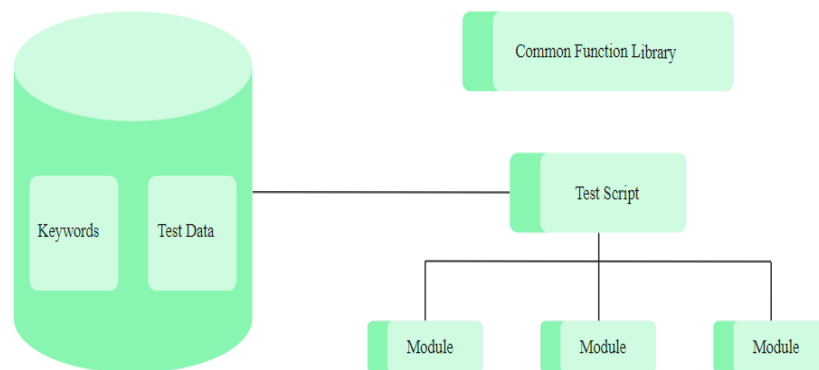 Common Function Library
Test Script
Keywords
Test Data
Module
Module
Module